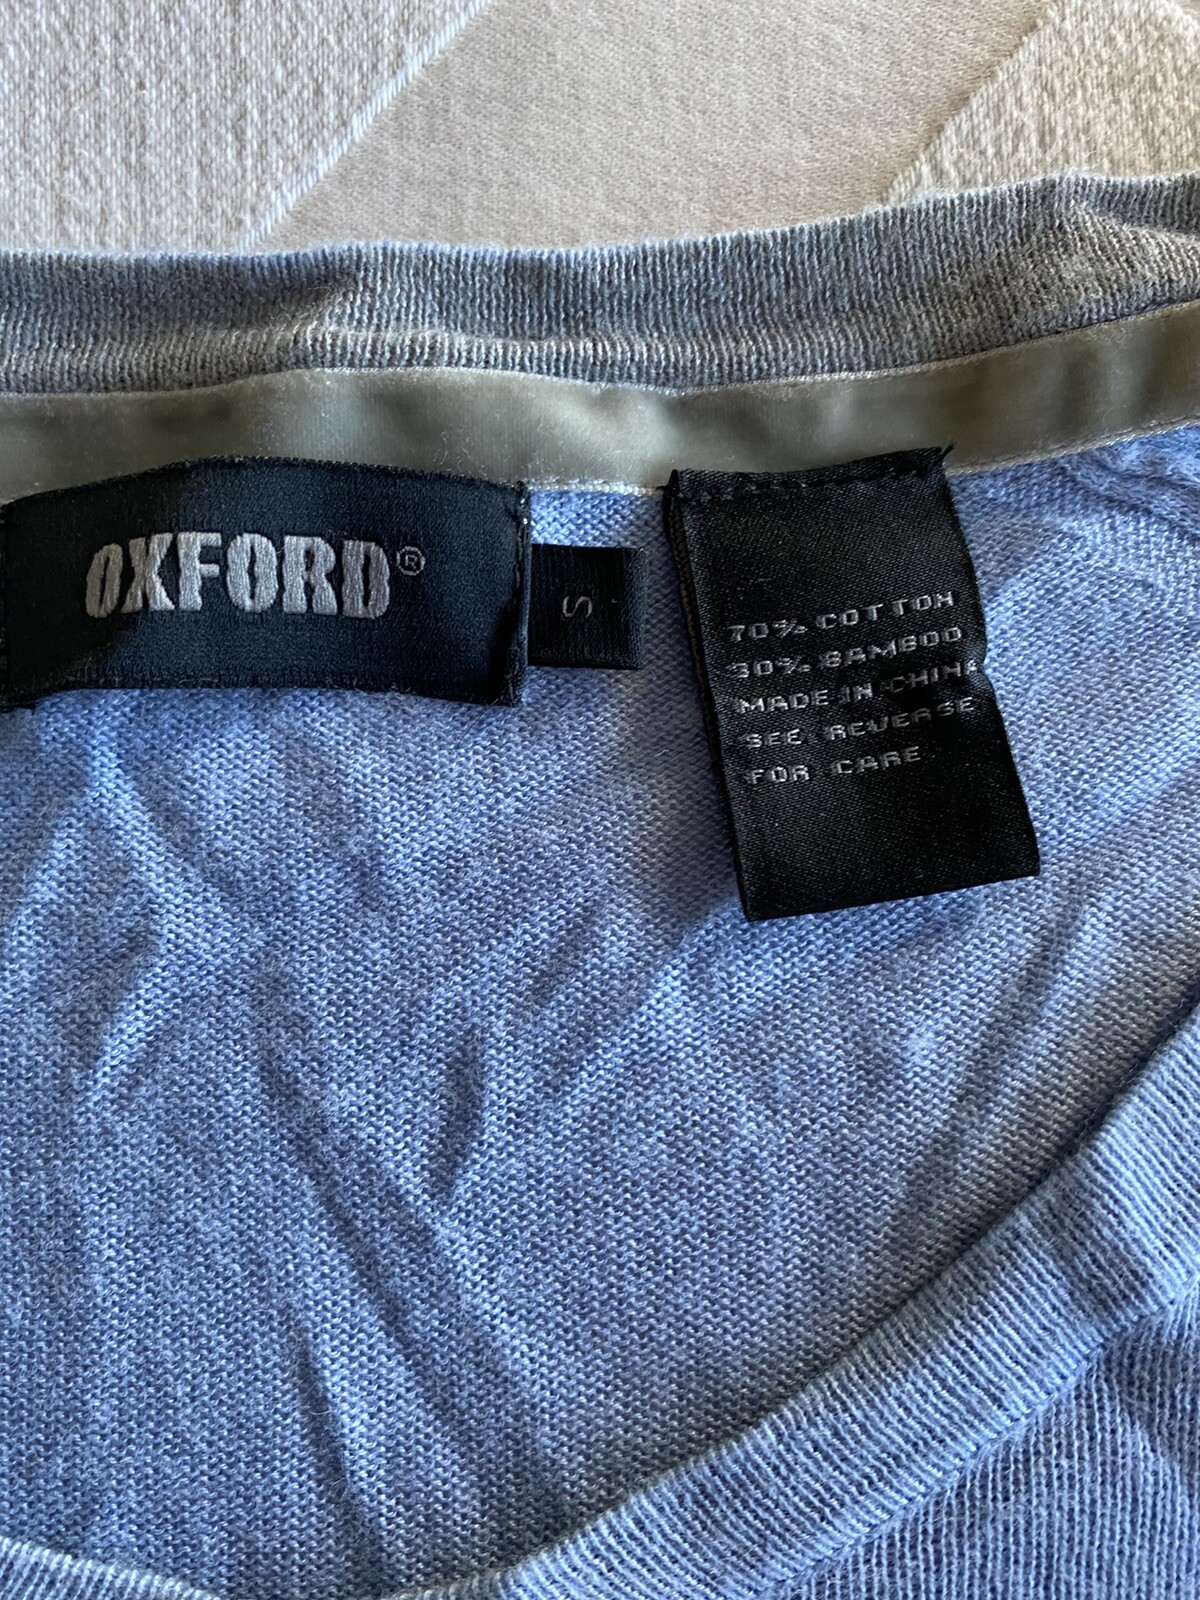 OXFORD®
S
70% COTTON
30% BAMBOO
MADE IN CHINA
SEE REVERSE
FOR CARE